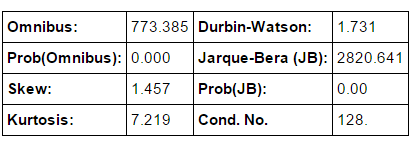 Omnibus: 773.385 Durbin-Watson: 1.731
Prob(Omnibus): 0.000 Jarque-Bera (JB): 2820.641
Skew: 1.457 Prob(JB): 0.00
Kurtosis: 7.219 Cond. No. 128.